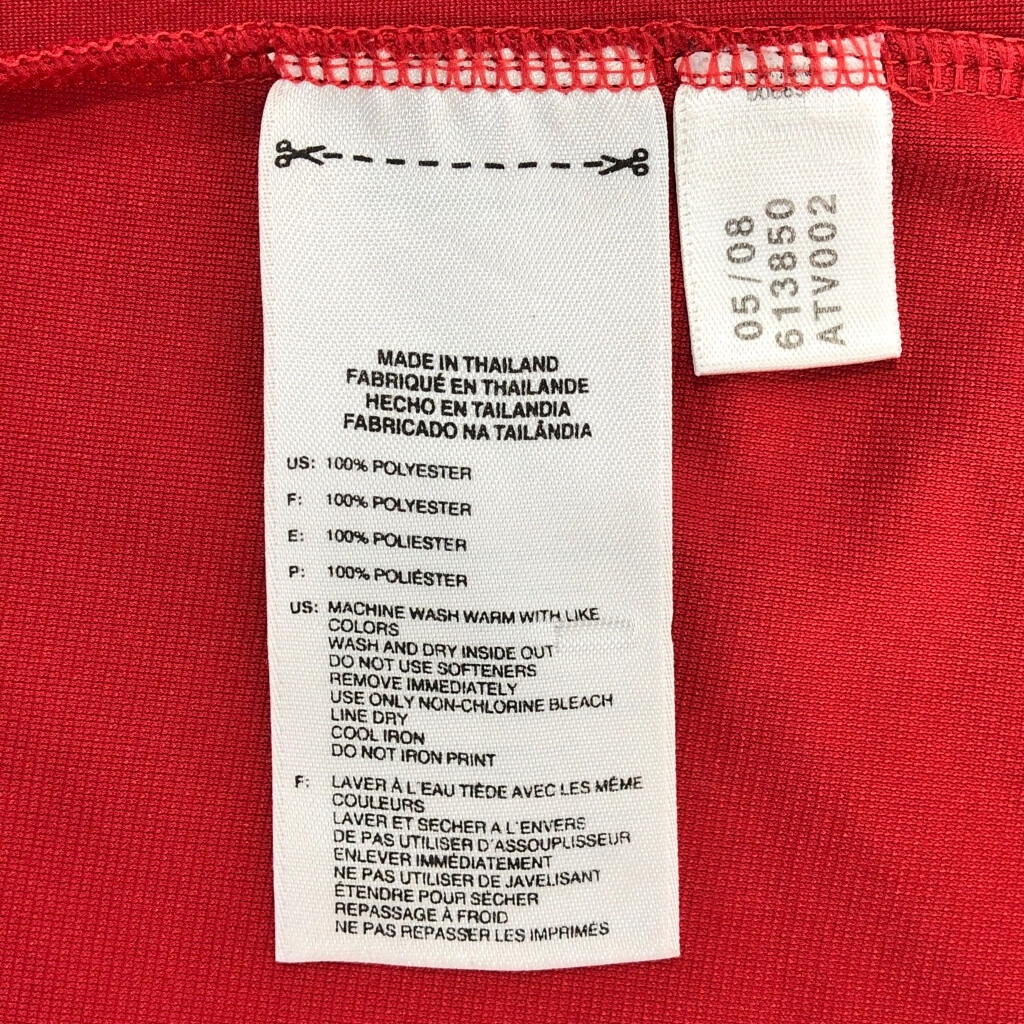 MADE IN THAILAND
FABRIQUÉ EN THAILANDE
HECHO EN TAILANDIA
FABRICADO NA TAILÂNDIA
US: 100% POLYESTER
F: 100% POLYESTER
E: 100% POLIESTER
P: 100% POLIÉSTER
US: MACHINE WASH WARM WITH LIKE
COLORS
WASH AND DRY INSIDE OUT
DO NOT USE SOFTENERS
REMOVE IMMEDIATELY
USE ONLY NON-CHLORINE BLEACH
LINE DRY
COOL IRON
DO NOT IRON PRINT
F: LAVER À L'EAU TIÈDE AVEC LES MÊME
COULEURS
LAVER ET SÉCHER A L'ENVERS
DE PAS UTILISER D'ASSOUPLISSEUR
ENLEVER IMMÉDIATEMENT
NE PAS UTILISER DE JAVELISANT
ÉTENDRE POUR SÉCHER
REPASSAGE À FROID
NE PAS REPASSER LES IMPRIMÉS
05/08
613850
ATV002